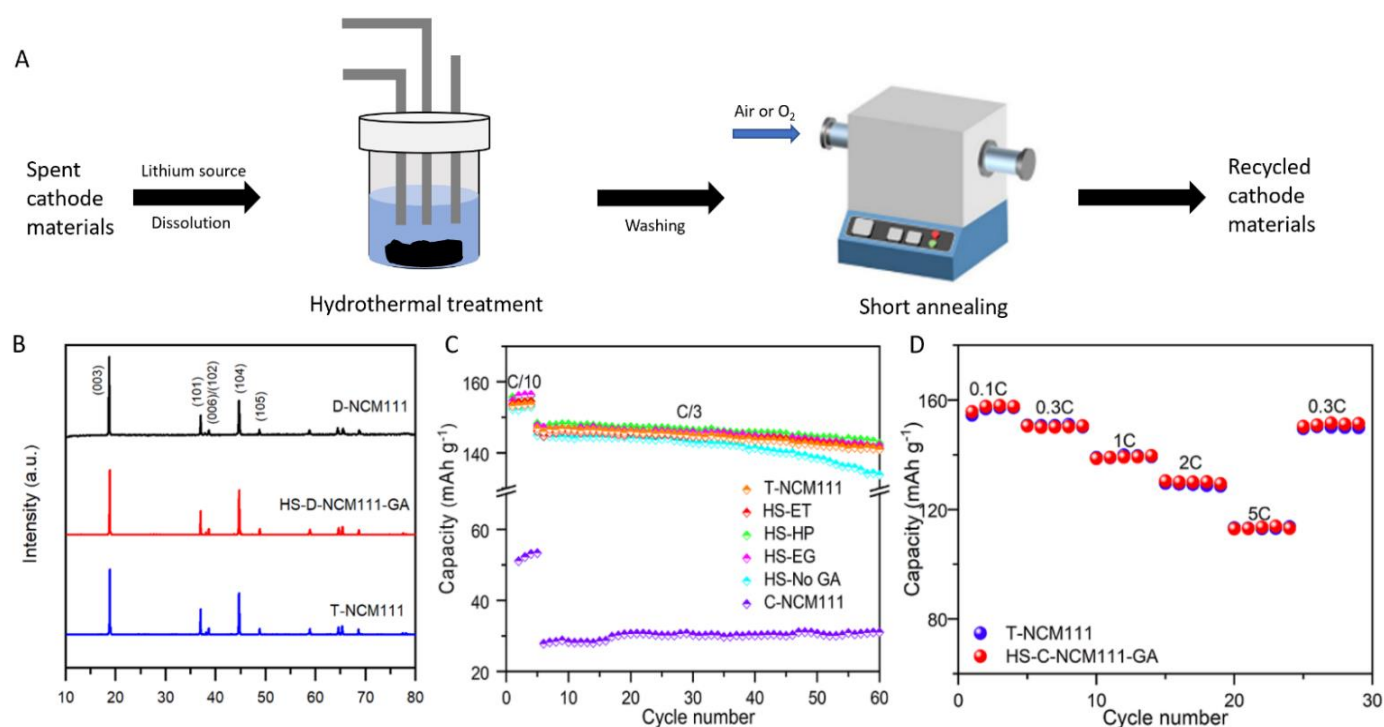 A
Spent
cathode
materials
Lithium source
Dissolution
Hydrothermal treatment
Washing
Air or O₂
Short annealing
Recycled
cathode
materials
B
Intensity (a.u.)
(003)
(101)
(006)/(102)
(104)
(105)
D-NCM111
HS-D-NCM111-GA
T-NCM111
10 20 30 40 50 60 70 80
C
Capacity (mAh g⁻¹)
160
140
60
40
20
C/10
C/3
T-NCM111
HS-ET
HS-HP
HS-EG
HS-No GA
C-NCM111
0 10 20 30 40 50 60
Cycle number
D
Capacity (mAh g⁻¹)
160
120
80
0.1C
0.3C
1C
2C
5C
0.3C
T-NCM111
HS-C-NCM111-GA
0 10 20 30
Cycle number